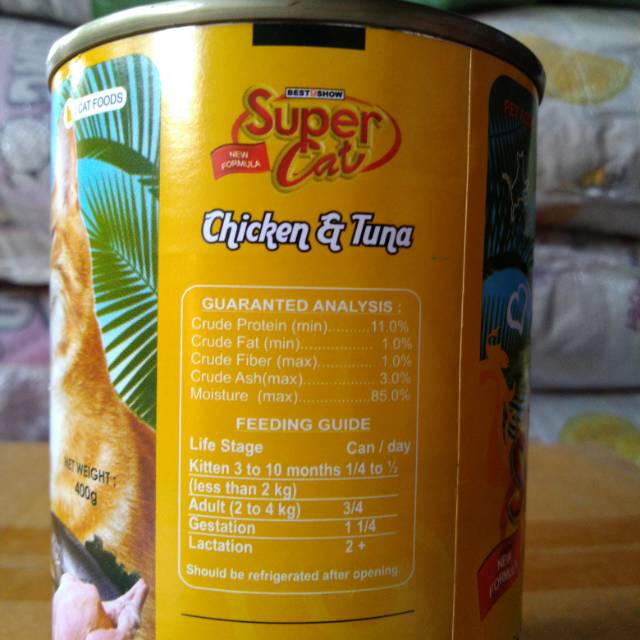 CAT FOODS
BEST IN SHOW
Super
Cat
NEW
FORMULA
Chicken & Tuna
GUARANTED ANALYSIS :
Crude Protein (min)..........11.0%
Crude Fat (min)................. 1.0%
Crude Fiber (max)............. 1.0%
Crude Ash(max)................ 3.0%
Moisture (max).................85.0%
FEEDING GUIDE
Life Stage Can / day
Kitten 3 to 10 months 1/4 to ½
(less than 2 kg)
Adult (2 to 4 kg) 3/4
Gestation 1 1/4
Lactation 2 +
Should be refrigerated after opening.
NET WEIGHT :
400g
NEW
FORMULA